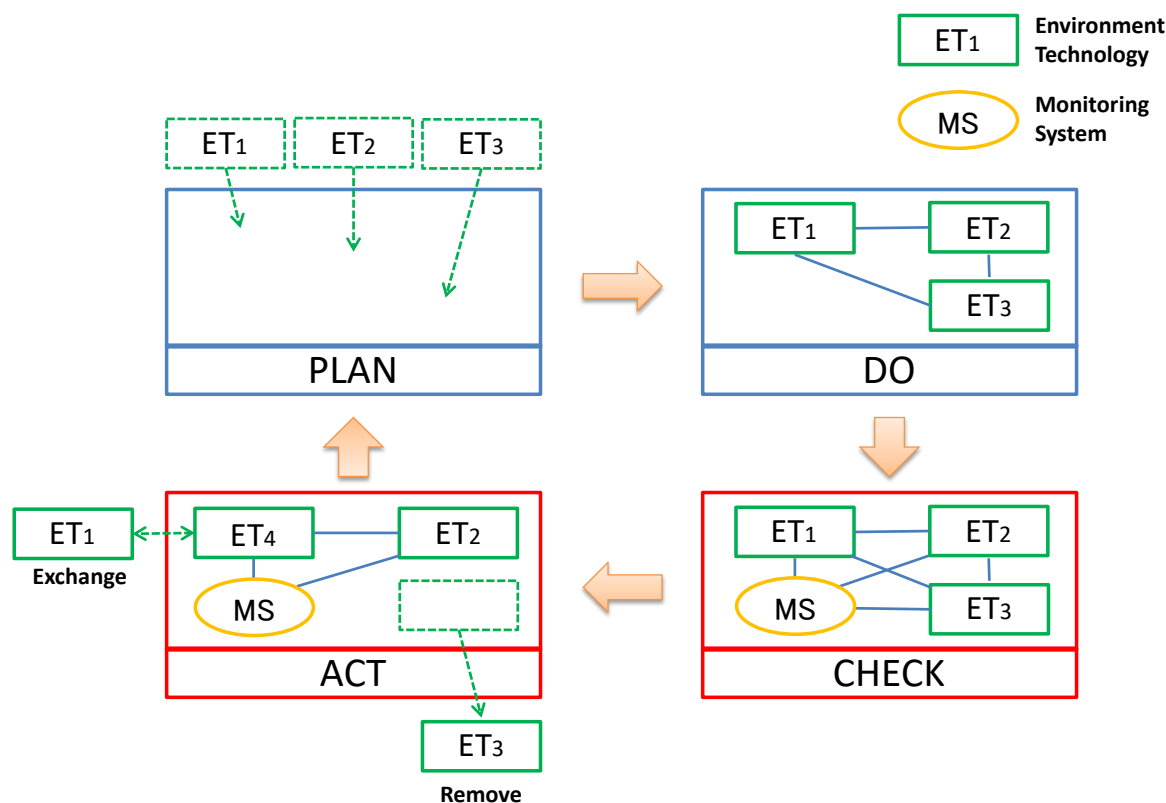 ET1
Environment
Technology
MS
Monitoring
System
ET1
ET2
ET3
PLAN
ET1
ET2
ET3
DO
ET1
Exchange
ET4
ET2
MS
ACT
ET3
Remove
ET1
ET2
MS
ET3
CHECK